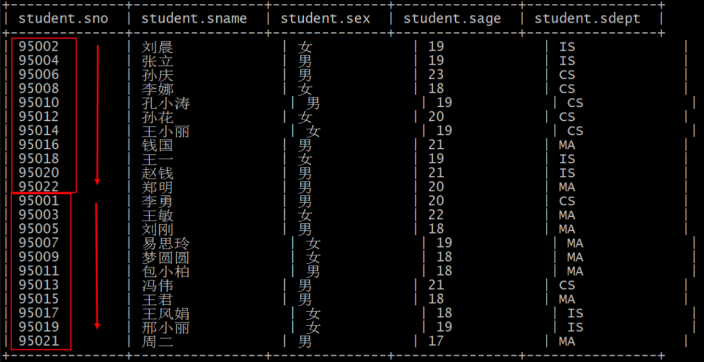 student.sno | student.sname | student.sex | student.sage | student.sdept |
95002 | 刘晨 | 女 | 19 | IS |
95004 | 张立 | 男 | 19 | IS |
95006 | 孙庆 | 男 | 23 | CS |
95008 | 李娜 | 女 | 18 | CS |
95010 | 孔小涛 | 男 | 19 | CS |
95012 | 孙花 | 女 | 20 | CS |
95014 | 王小丽 | 女 | 19 | CS |
95016 | 钱国 | 男 | 21 | MA |
95018 | 王一 | 女 | 19 | IS |
95020 | 赵钱 | 男 | 21 | IS |
95022 | 郑明 | 男 | 20 | MA |
95001 | 李勇 | 男 | 20 | CS |
95003 | 王敏 | 女 | 22 | MA |
95005 | 刘刚 | 男 | 18 | MA |
95007 | 易思玲 | 女 | 19 | MA |
95009 | 梦圆圆 | 女 | 18 | MA |
95011 | 包小柏 | 男 | 18 | MA |
95013 | 冯伟 | 男 | 21 | CS |
95015 | 王君 | 男 | 18 | MA |
95017 | 王风娟 | 女 | 18 | IS |
95019 | 邢小丽 | 女 | 19 | IS |
95021 | 周二 | 男 | 17 | MA |